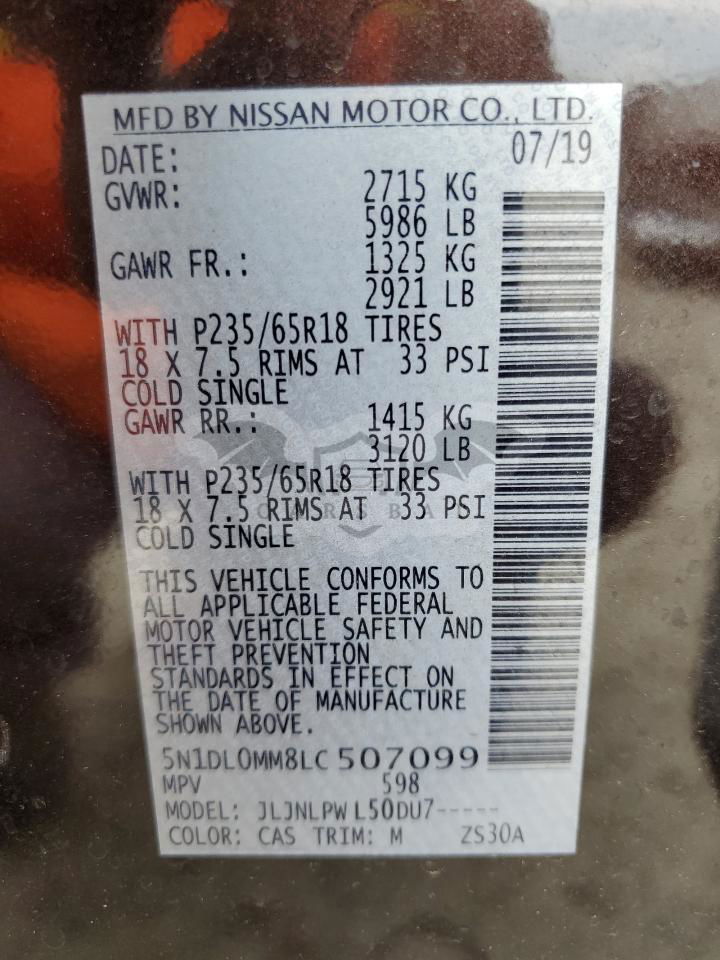 MFD BY NISSAN MOTOR CO., LTD.
DATE: 07/19
GVWR: 2715 KG
5986 LB
GAWR FR.: 1325 KG
2921 LB
WITH P235/65R18 TIRES
18 X 7.5 RIMS AT 33 PSI
COLD SINGLE
GAWR RR.: 1415 KG
3120 LB
WITH P235/65R18 TIRES
18 X 7.5 RIMS AT 33 PSI
COLD SINGLE
THIS VEHICLE CONFORMS TO
ALL APPLICABLE FEDERAL
MOTOR VEHICLE SAFETY AND
THEFT PREVENTION
STANDARDS IN EFFECT ON
THE DATE OF MANUFACTURE
SHOWN ABOVE.
5N1DL0MM8LC507099
MPV 598
MODEL: JLJNLPW L50DU7-----
COLOR: CAS TRIM: M ZS30A